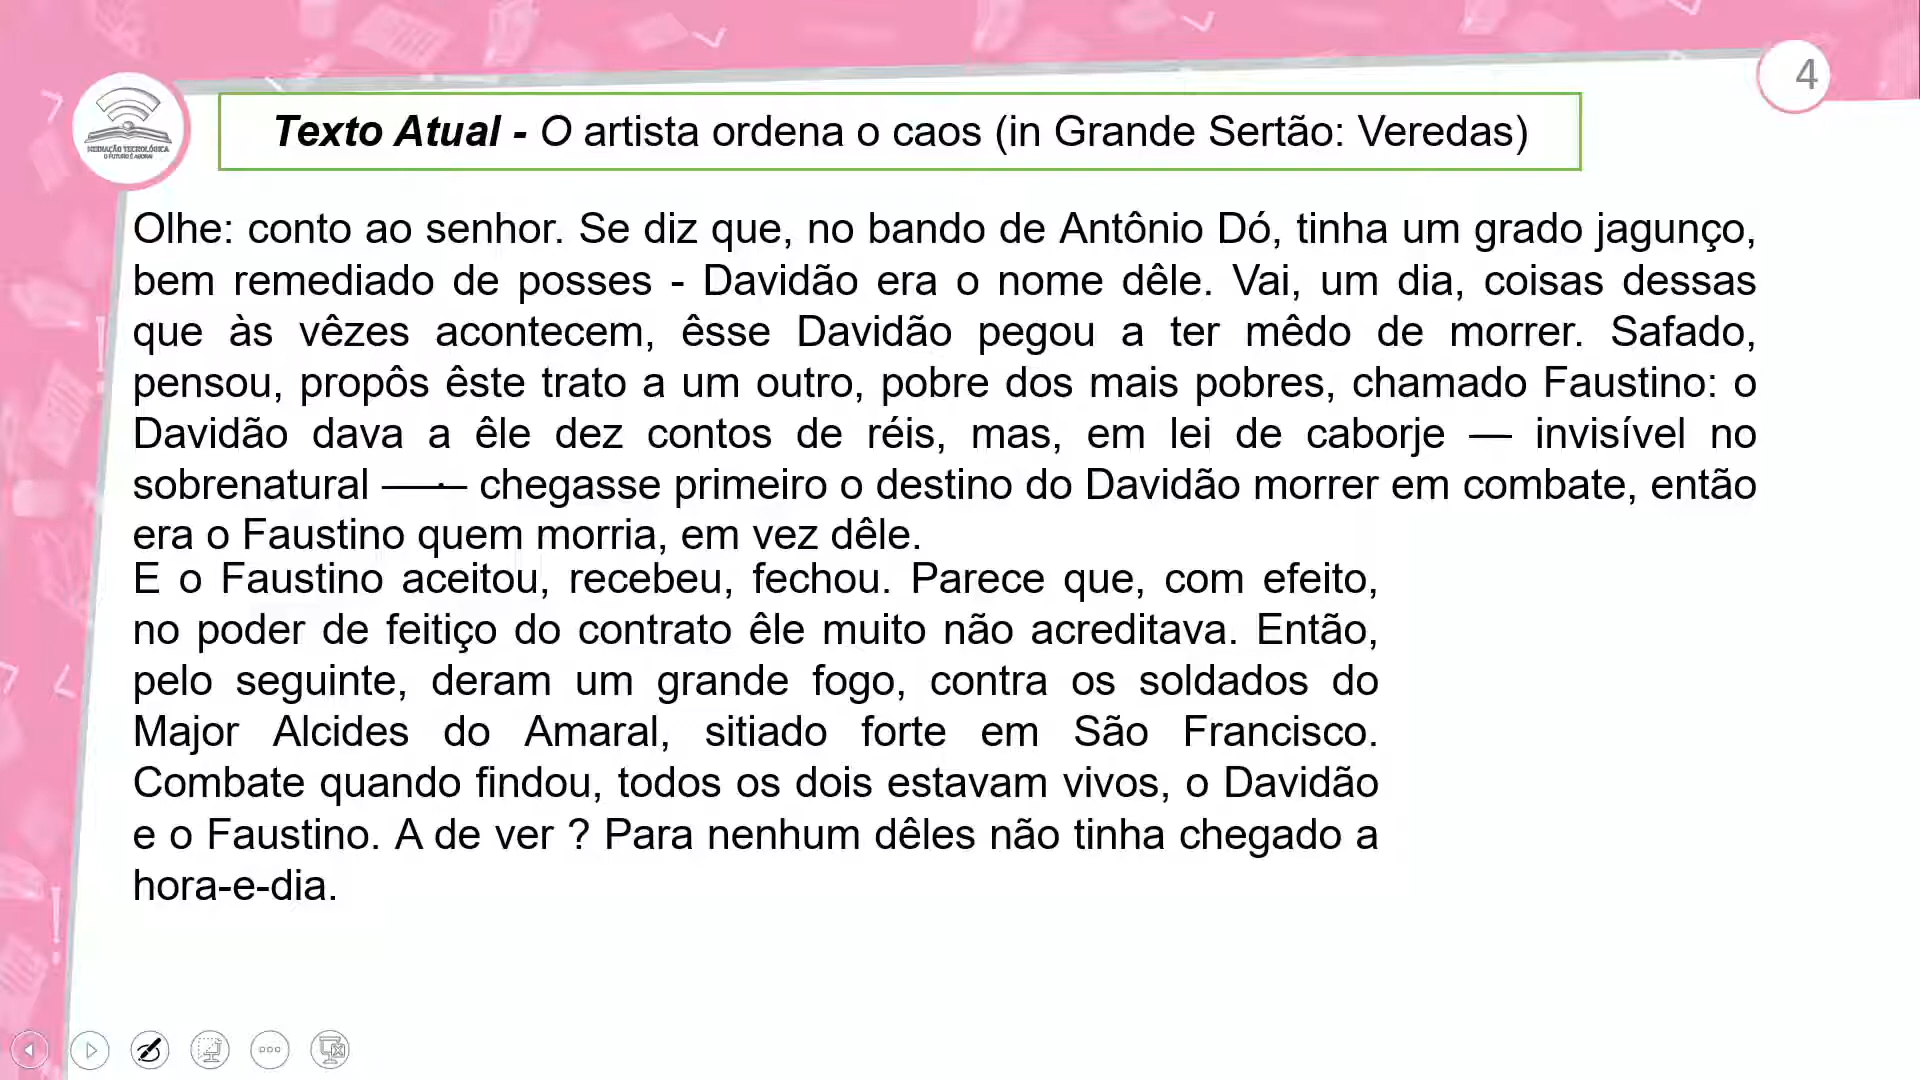 4
MEDIAÇÃO TECNOLÓGICA
O FUTURO É AGORA!
Texto Atual - O artista ordena o caos (in Grande Sertão: Veredas)
Olhe: conto ao senhor. Se diz que, no bando de Antônio Dó, tinha um grado jagunço,
bem remediado de posses - Davidão era o nome dêle. Vai, um dia, coisas dessas
que às vêzes acontecem, êsse Davidão pegou a ter mêdo de morrer. Safado,
pensou, propôs êste trato a um outro, pobre dos mais pobres, chamado Faustino: o
Davidão dava a êle dez contos de réis, mas, em lei de caborje — invisível no
sobrenatural —·— chegasse primeiro o destino do Davidão morrer em combate, então
era o Faustino quem morria, em vez dêle.
E o Faustino aceitou, recebeu, fechou. Parece que, com efeito,
no poder de feitiço do contrato êle muito não acreditava. Então,
pelo seguinte, deram um grande fogo, contra os soldados do
Major Alcides do Amaral, sitiado forte em São Francisco.
Combate quando findou, todos os dois estavam vivos, o Davidão
e o Faustino. A de ver ? Para nenhum dêles não tinha chegado a
hora-e-dia.